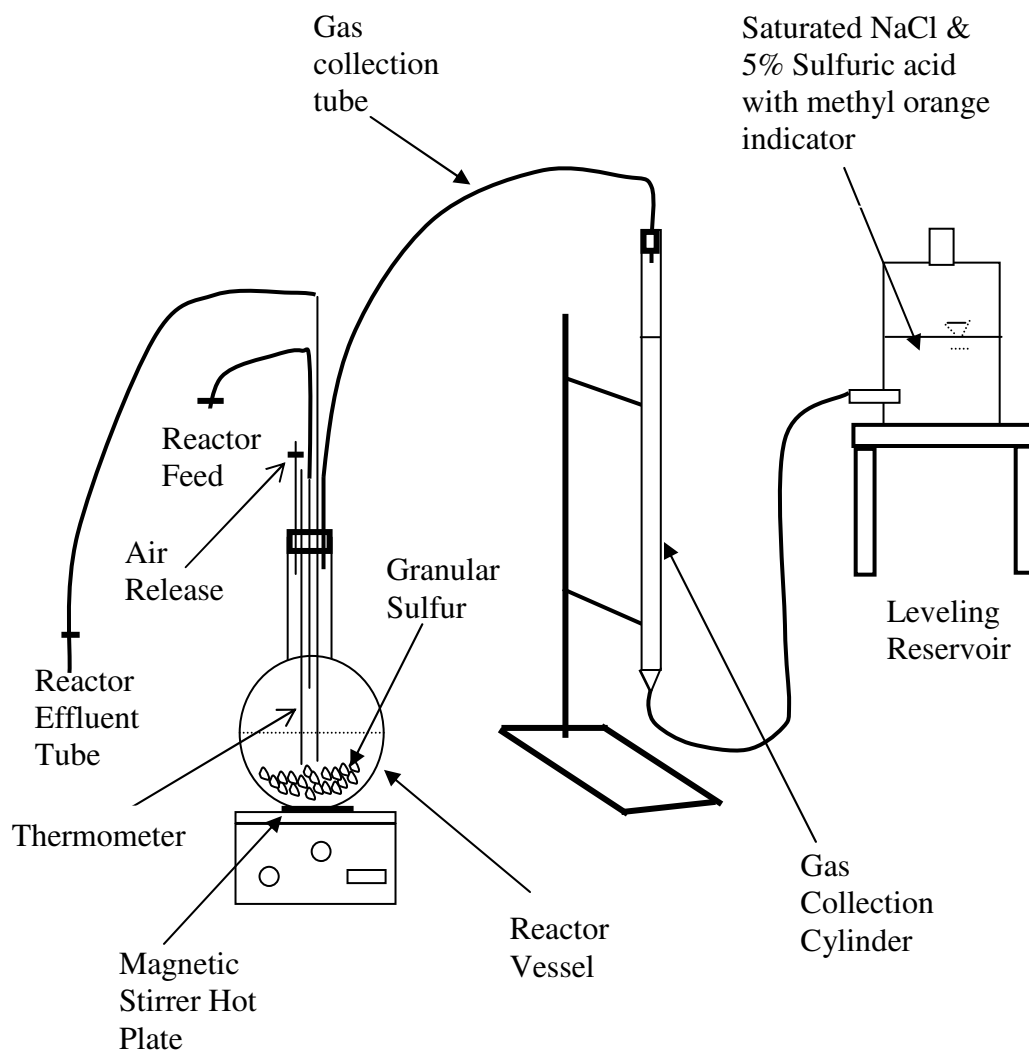 Gas
collection
tube
Saturated NaCl &
5% Sulfuric acid
with methyl orange
indicator
Reactor
Feed
Air
Release
Granular
Sulfur
Leveling
Reservoir
Reactor
Effluent
Tube
Thermometer
Gas
Collection
Cylinder
Reactor
Vessel
Magnetic
Stirrer Hot
Plate